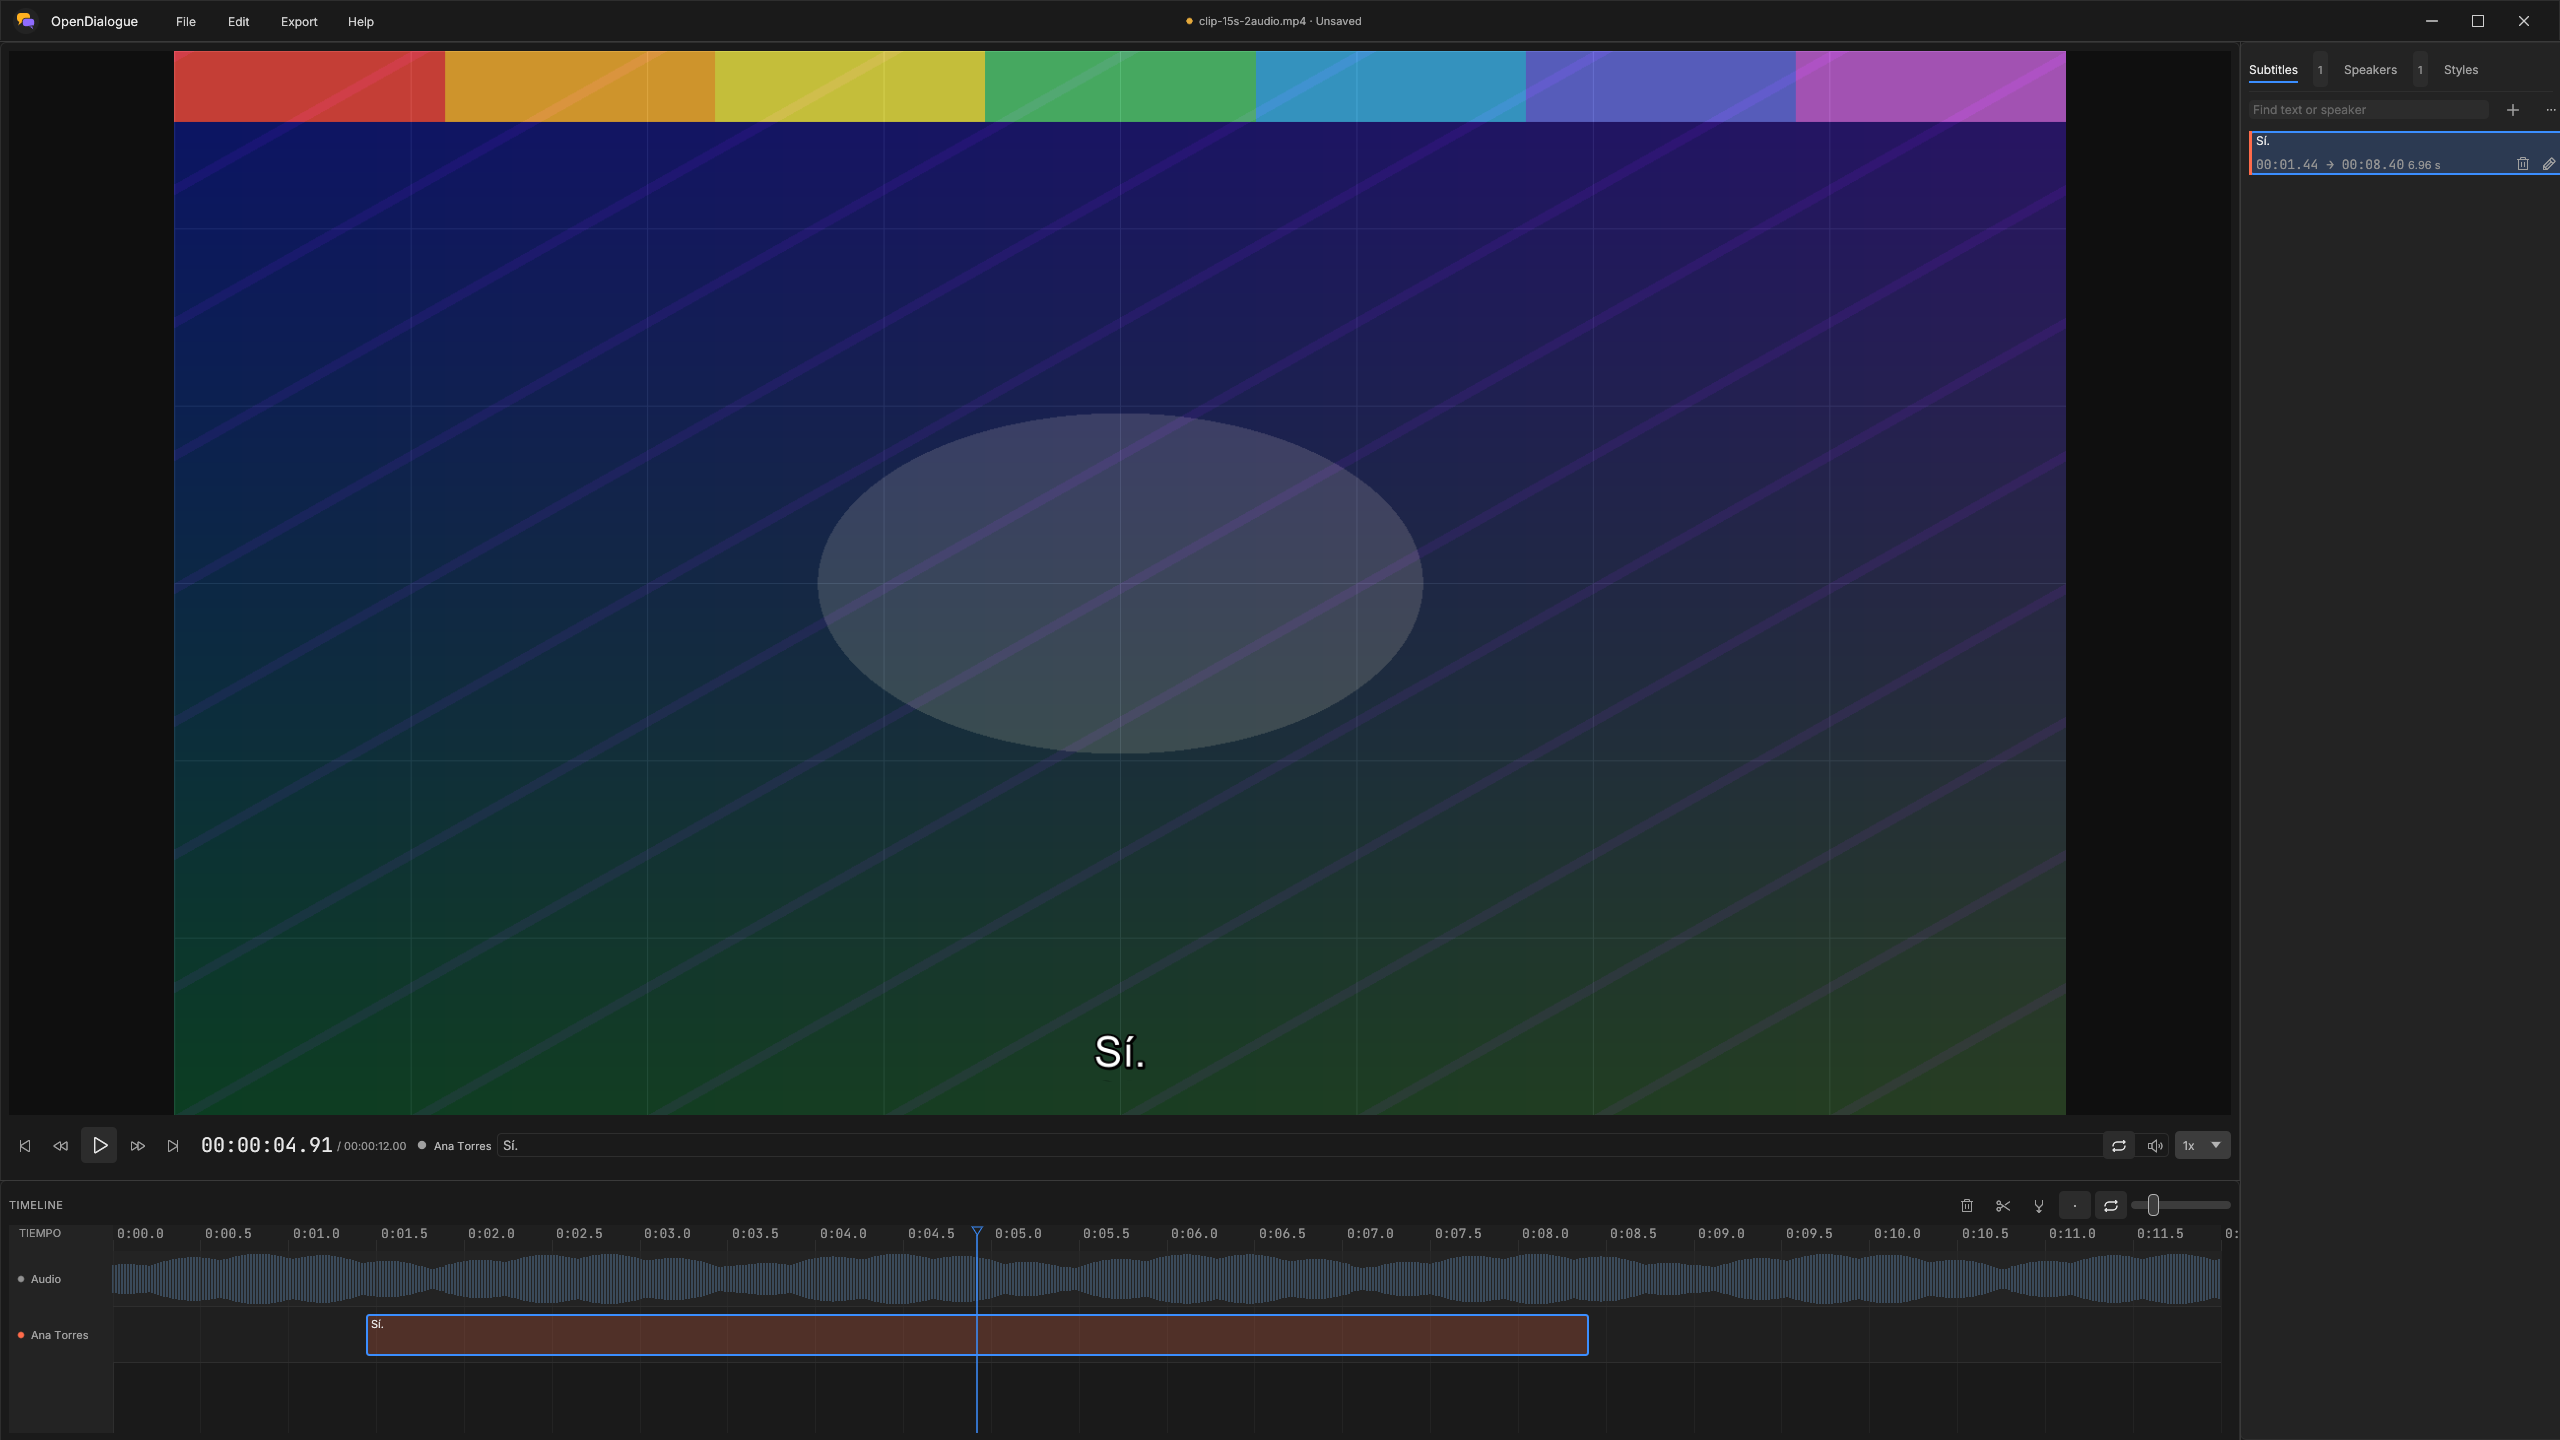 OpenDialogue File Edit Export Help
clip-15s-2audio.mp4 · Unsaved
Subtitles 1 Speakers 1 Styles
Find text or speaker
Sí.
00:01.44 → 00:08.40 6.96 s
Sí.
00:00:04.91 / 00:00:12.00 Ana Torres Sí. 1x
TIMELINE
TIEMPO 0:00.0 0:00.5 0:01.0 0:01.5 0:02.0 0:02.5 0:03.0 0:03.5 0:04.0 0:04.5 0:05.0 0:05.5 0:06.0 0:06.5 0:07.0 0:07.5 0:08.0 0:08.5 0:09.0 0:09.5 0:10.0 0:10.5 0:11.0 0:11.5 0:
Audio
Sí.
Ana Torres